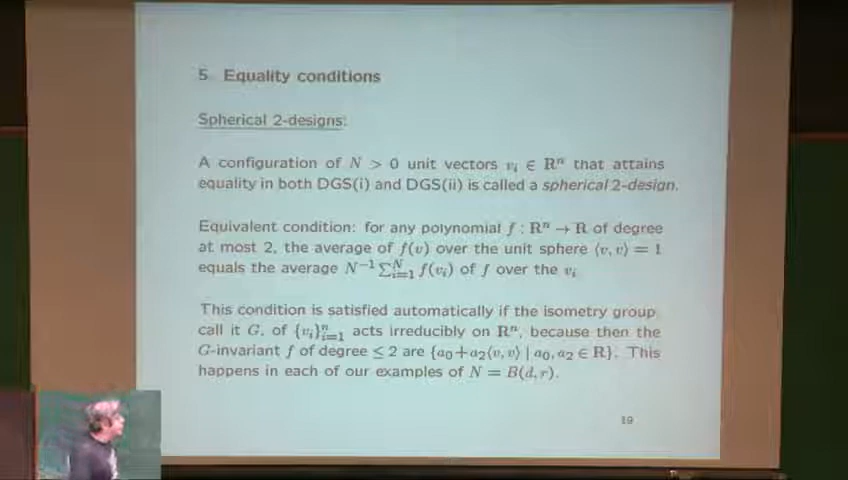 5 Equality conditions
Spherical 2-designs:
A configuration of N > 0 unit vectors vᵢ ∈ Rⁿ that attains
equality in both DGS(i) and DGS(ii) is called a spherical 2-design.
Equivalent condition: for any polynomial f : Rⁿ → R of degree
at most 2, the average of f(v) over the unit sphere ⟨v, v⟩ = 1
equals the average N⁻¹ ∑ᵢ₌₁ᴺ f(vᵢ) of f over the vᵢ
This condition is satisfied automatically if the isometry group,
call it G, of {vᵢ}ᵢ₌₁ⁿ acts irreducibly on Rⁿ, because then the
G-invariant f of degree ≤ 2 are {a₀+a₂⟨v, v⟩ | a₀, a₂ ∈ R}. This
happens in each of our examples of N = B(d, r).
19